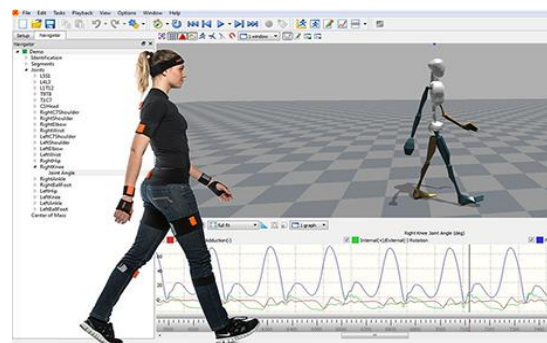 File Edit Tasks Playback View Options Window Help
1 window
Setup Navigator
Navigator
Demo
Identification
Segments
Joints
L5S1
L4L3
L1T12
T9T8
T1C7
C1Head
RightC7Shoulder
RightShoulder
RightElbow
RightWrist
LeftC7Shoulder
LeftShoulder
LeftElbow
LeftWrist
RightHip
RightKnee
Joint Angle
RightAnkle
RightBallFoot
LeftHip
LeftKnee
LeftAnkle
LeftBallFoot
Center of Mass
full fit
1 graph
Right Knee Joint Angle (deg)
Internal(+)/External(-) Rotation